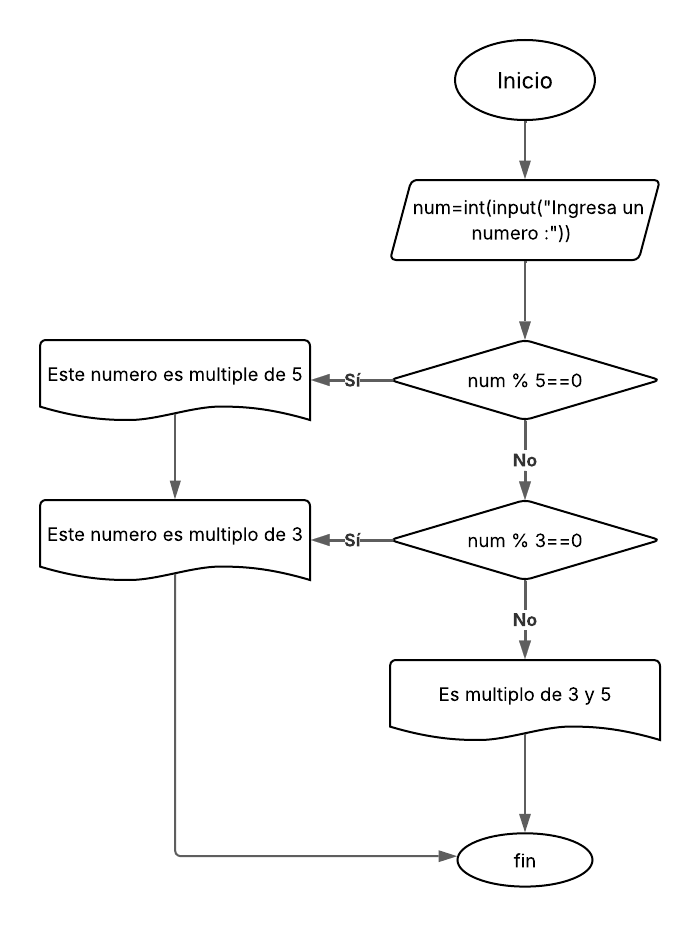 Inicio
num=int(input("Ingresa un
numero :"))
num % 5==0
Sí
Este numero es multiple de 5
No
num % 3==0
Sí
Este numero es multiplo de 3
No
Es multiplo de 3 y 5
fin